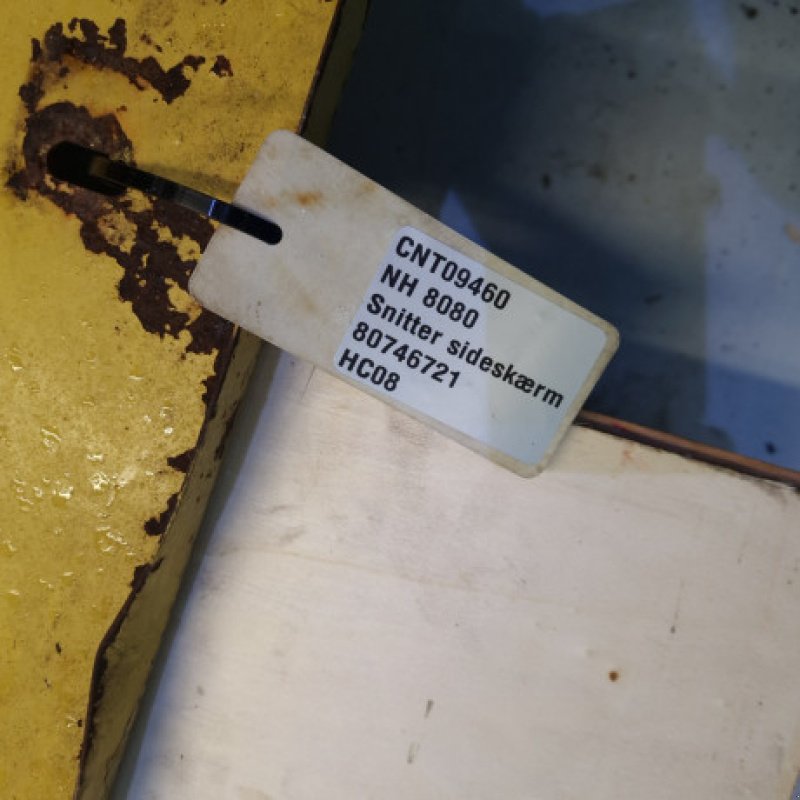 CNT09460
NH 8080
Snitter sideskærm
80746721
HC08